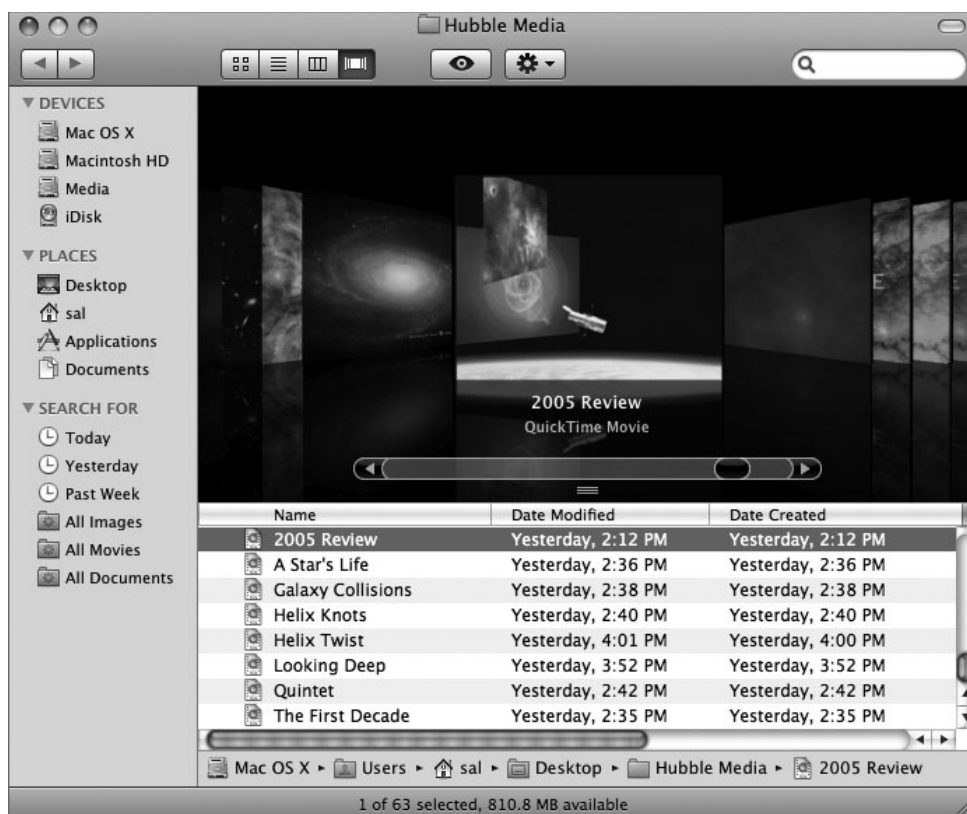 Hubble Media
DEVICES
Mac OS X
Macintosh HD
Media
iDisk
PLACES
Desktop
sal
Applications
Documents
SEARCH FOR
Today
Yesterday
Past Week
All Images
All Movies
All Documents
2005 Review
QuickTime Movie
Name Date Modified Date Created
2005 Review Yesterday, 2:12 PM Yesterday, 2:12 PM
A Star's Life Yesterday, 2:36 PM Yesterday, 2:36 PM
Galaxy Collisions Yesterday, 2:38 PM Yesterday, 2:38 PM
Helix Knots Yesterday, 2:40 PM Yesterday, 2:40 PM
Helix Twist Yesterday, 4:01 PM Yesterday, 4:00 PM
Looking Deep Yesterday, 3:52 PM Yesterday, 3:52 PM
Quintet Yesterday, 2:42 PM Yesterday, 2:42 PM
The First Decade Yesterday, 2:35 PM Yesterday, 2:35 PM
Mac OS X ▸ Users ▸ sal ▸ Desktop ▸ Hubble Media ▸ 2005 Review
1 of 63 selected, 810.8 MB available